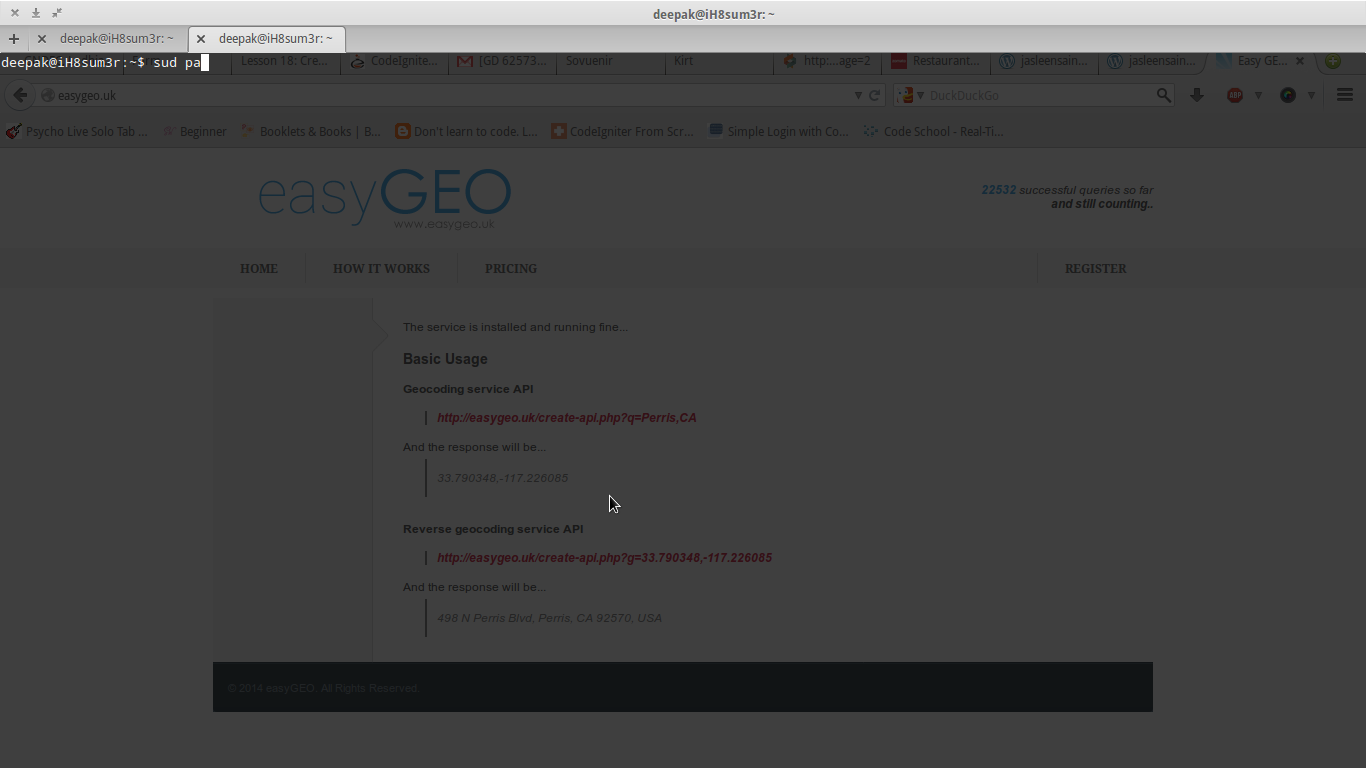 deepak@iH8sum3r: ~
deepak@iH8sum3r: ~
deepak@iH8sum3r: ~
deepak@iH8sum3r:~$ sud pa
Lesson 18: Cre...
CodeIgnite...
[GD 62573...
Souvenir
Kirt
http:...age=2
Restaurant...
jasleensain...
jasleensain...
Easy GE...
easygeo.uk
DuckDuckGo
ABP
Psycho Live Solo Tab ...
Beginner
Booklets & Books | B...
Don't learn to code. L...
CodeIgniter From Scr...
Simple Login with Co...
Code School - Real-Ti...
easyGEO
www.easygeo.uk
22532 successful queries so far
and still counting..
HOME
HOW IT WORKS
PRICING
REGISTER
The service is installed and running fine...
Basic Usage
Geocoding service API
http://easygeo.uk/create-api.php?q=Perris,CA
And the response will be...
33.790348,-117.226085
Reverse geocoding service API
http://easygeo.uk/create-api.php?g=33.790348,-117.226085
And the response will be...
498 N Perris Blvd, Perris, CA 92570, USA
© 2014 easyGEO. All Rights Reserved